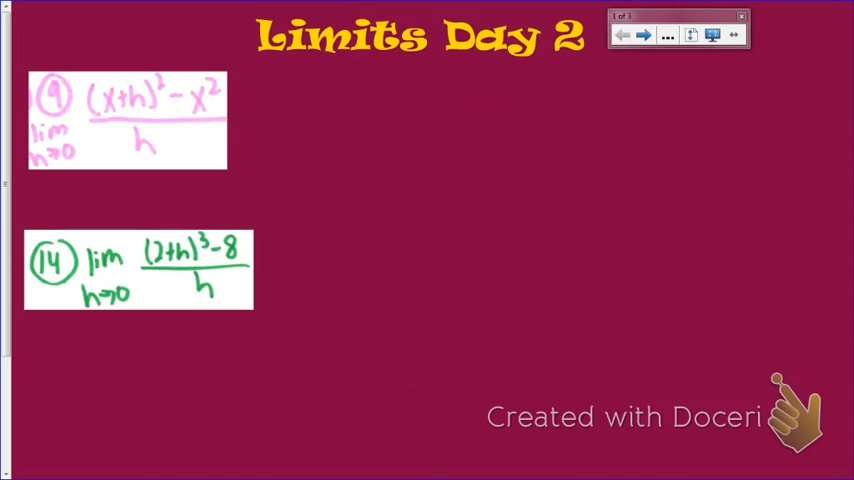 Limits Day 2
1 of 3
9 (x+h)² - x²
lim
h→0 h
14 lim (2+h)³ - 8
h→0 h
Created with Doceri